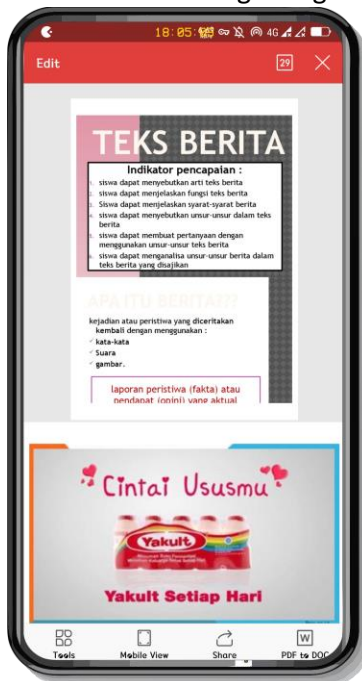 18:05:
4G
Edit
29
TEKS BERITA
Indikator pencapaian :
siswa dapat menyebutkan arti teks berita
siswa dapat menjelaskan fungsi teks berita
Siswa dapat menjelaskan syarat-syarat berita
siswa dapat menyebutkan unsur-unsur dalam teks
berita
siswa dapat membuat pertanyaan dengan
menggunakan unsur-unsur teks berita
siswa dapat menganalisa unsur-unsur berita dalam
teks berita yang disajikan
APA ITU BERITA???
kejadian atau peristiwa yang diceritakan
kembali dengan menggunakan :
kata-kata
Suara
gambar.
laporan peristiwa (fakta) atau
pendapat (opini) yang aktual
Cintai Ususmu
Yakult
Yakult Setiap Hari
Tools
Mobile View
Share
W
PDF to DOC